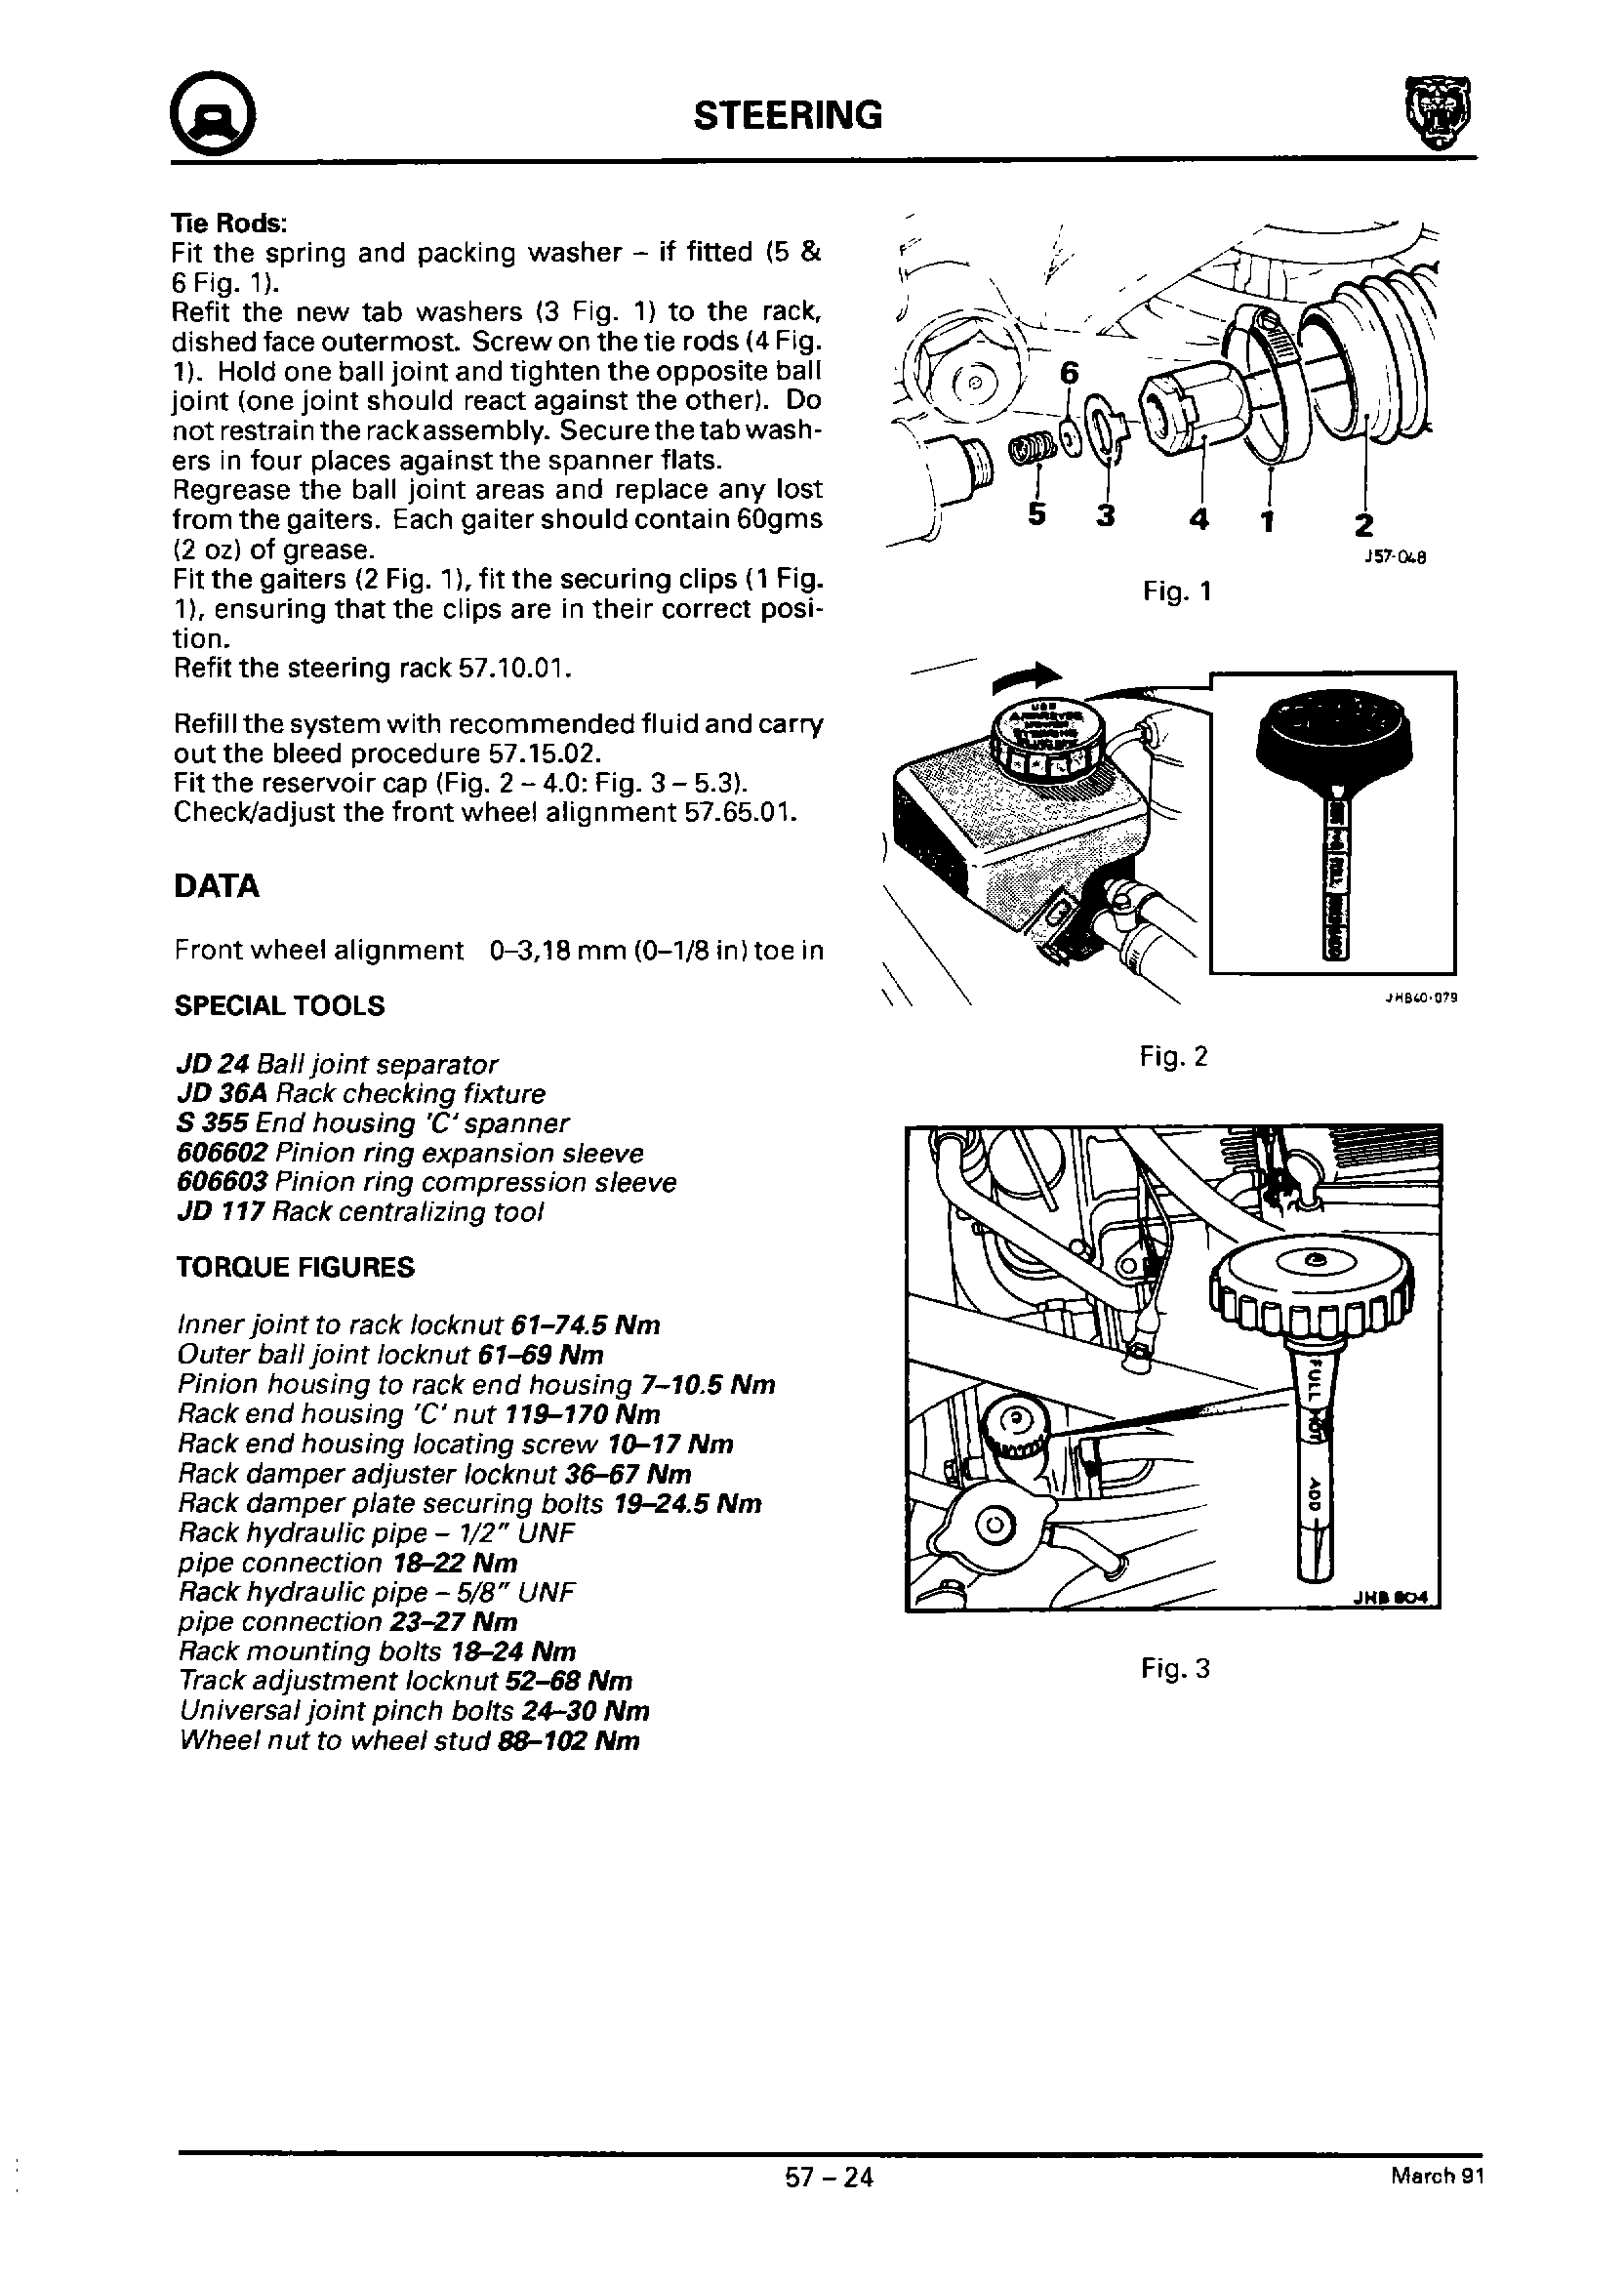 STEERING
Tie Rods:
Fit the spring and packing washer – if fitted (5 &
6 Fig. 1).
Refit the new tab washers (3 Fig. 1) to the rack,
dished face outermost. Screw on the tie rods (4 Fig.
1). Hold one ball joint and tighten the opposite ball
joint (one joint should react against the other). Do
not restrain the rack assembly. Secure the tab wash-
ers in four places against the spanner flats.
Regrease the ball joint areas and replace any lost
from the gaiters. Each gaiter should contain 60gms
(2 oz) of grease.
Fit the gaiters (2 Fig. 1), fit the securing clips (1 Fig.
1), ensuring that the clips are in their correct posi-
tion.
Refit the steering rack 57.10.01.
Refill the system with recommended fluid and carry
out the bleed procedure 57.15.02.
Fit the reservoir cap (Fig. 2 – 4.0: Fig. 3 – 5.3).
Check/adjust the front wheel alignment 57.65.01.
DATA
Front wheel alignment 0–3,18 mm (0–1/8 in) toe in
SPECIAL TOOLS
JD 24 Ball joint separator
JD 36A Rack checking fixture
S 355 End housing 'C' spanner
606602 Pinion ring expansion sleeve
606603 Pinion ring compression sleeve
JD 117 Rack centralizing tool
TORQUE FIGURES
Inner joint to rack locknut 61–74.5 Nm
Outer ball joint locknut 61–69 Nm
Pinion housing to rack end housing 7–10.5 Nm
Rack end housing 'C' nut 119–170 Nm
Rack end housing locating screw 10–17 Nm
Rack damper adjuster locknut 36–67 Nm
Rack damper plate securing bolts 19–24.5 Nm
Rack hydraulic pipe – 1/2" UNF
pipe connection 18–22 Nm
Rack hydraulic pipe – 5/8" UNF
pipe connection 23–27 Nm
Rack mounting bolts 18–24 Nm
Track adjustment locknut 52–68 Nm
Universal joint pinch bolts 24–30 Nm
Wheel nut to wheel stud 88–102 Nm
6
5 3 4 1 2
J57-048
Fig. 1
USE
JHB40-079
Fig. 2
FULL HOT
ADD
JHB 804
Fig. 3
57 – 24
March 91